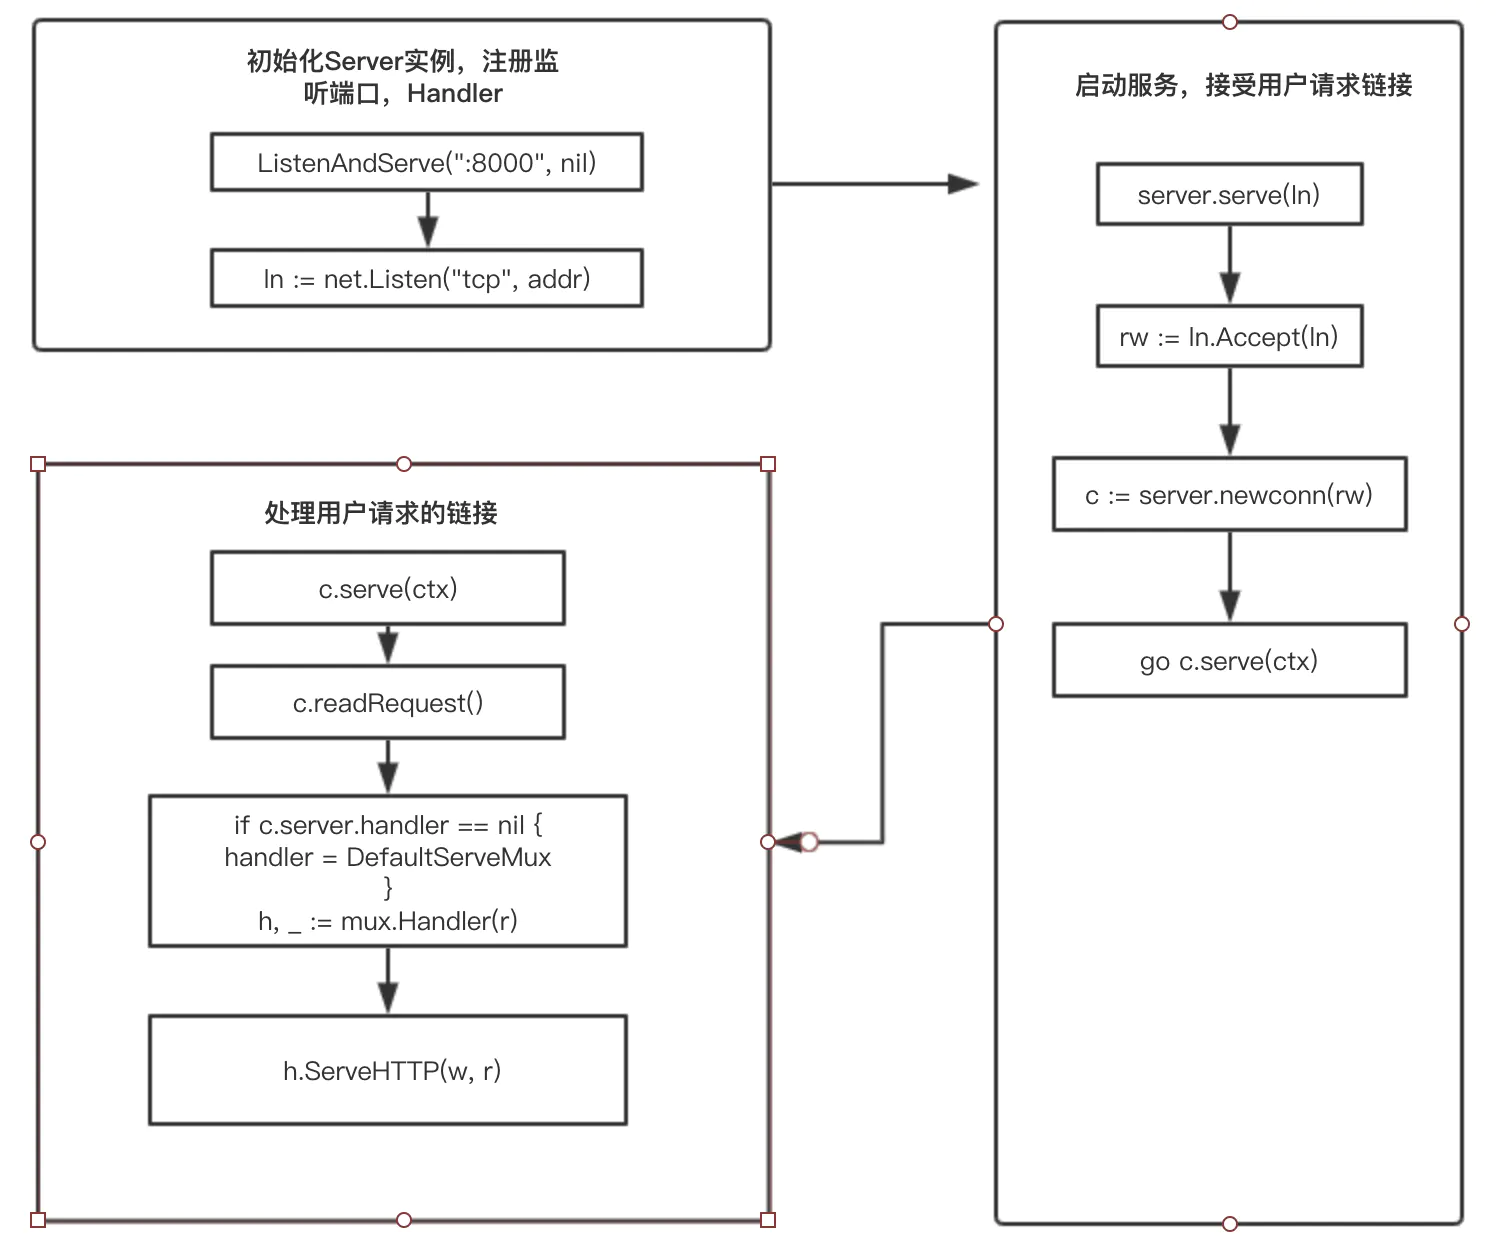 初始化Server实例，注册监
听端口，Handler
ListenAndServe(":8000", nil)
ln := net.Listen("tcp", addr)
启动服务，接受用户请求链接
server.serve(ln)
rw := ln.Accept(ln)
c := server.newconn(rw)
go c.serve(ctx)
处理用户请求的链接
c.serve(ctx)
c.readRequest()
if c.server.handler == nil {
handler = DefaultServeMux
}
h, _ := mux.Handler(r)
h.ServeHTTP(w, r)